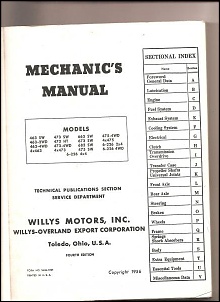 MECHANIC'S
MANUAL
MODELS
TECHNICAL PUBLICATIONS SECTION
SERVICE DEPARTMENT
WILLYS MOTORS, INC.
WILLYS-OVERLAND EXPORT CORPORATION
Toledo, Ohio, U.S.A.
FOURTH EDITION
Copyright 1956
SECTIONAL INDEX
Name Section
Foreword
General Data A
Lubrication B
Engine C
Fuel System D
Exhaust System E
Cooling System F
Electrical G
Clutch H
Transmission
Overdrive I
Transfer Case J
Propeller Shafts
Universal Joints K
Front Axle L
Rear Axle M
Steering N
Brakes O
Wheels P
Frame Q
Springs
Shock Absorbers R
Body S
Extra Equipment T
Essential Tools U
Miscellaneous Data V